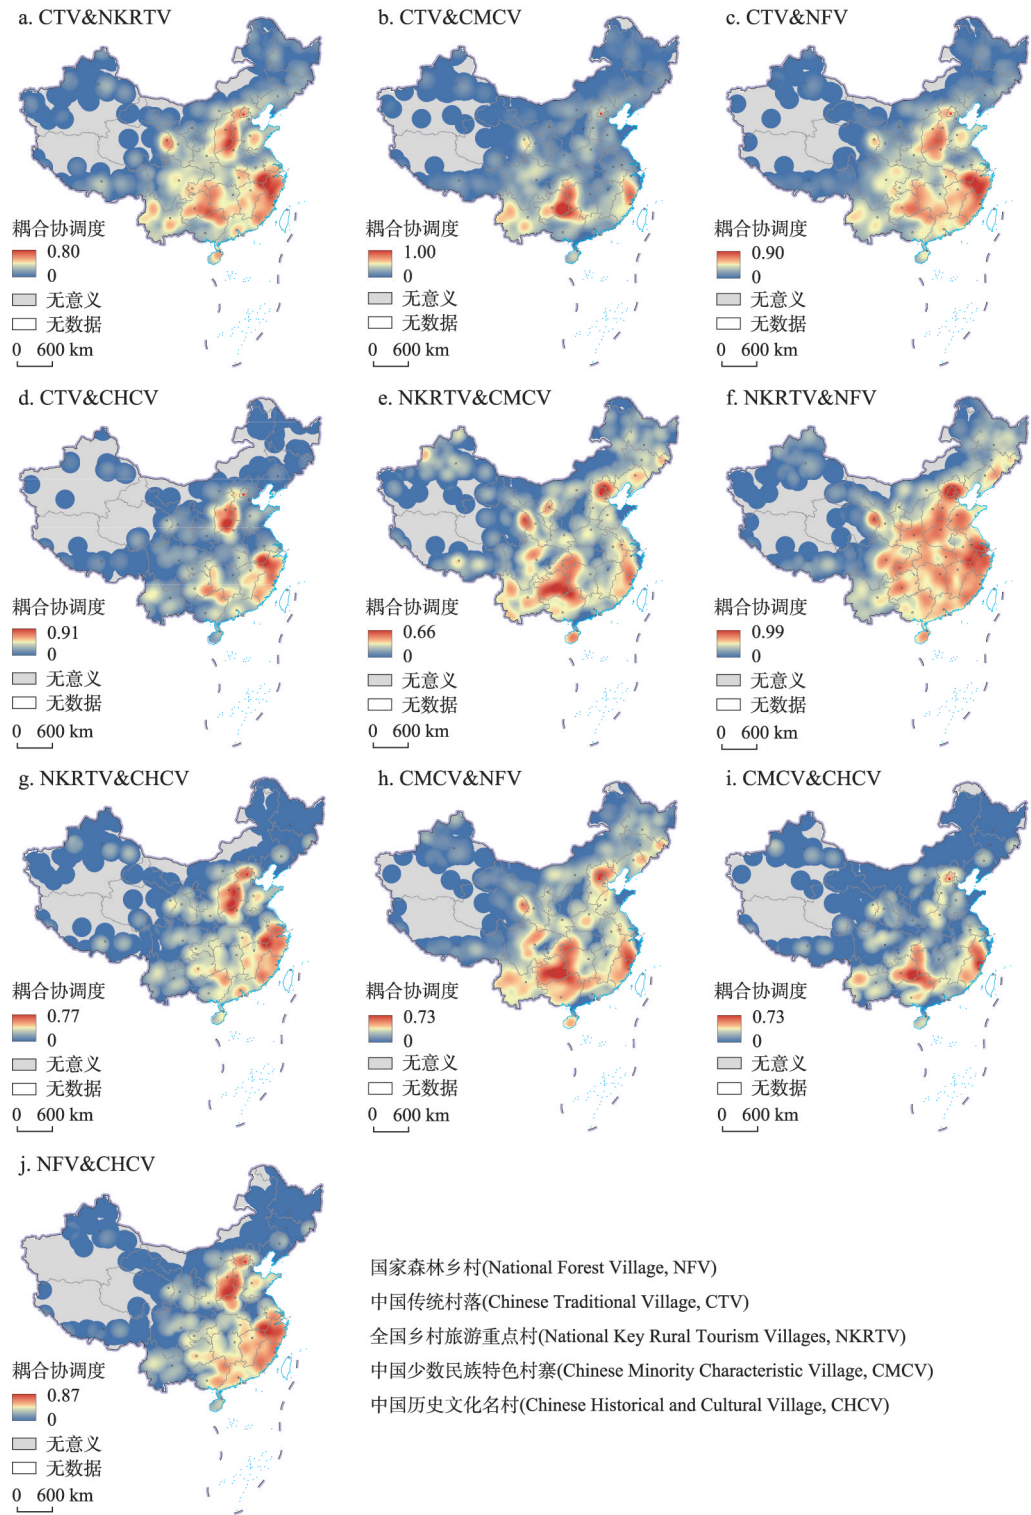 a. CTV&NKRTV
耦合协调度
0.80
0
无意义
无数据
0 600 km
b. CTV&CMCV
耦合协调度
1.00
0
无意义
无数据
0 600 km
c. CTV&NFV
耦合协调度
0.90
0
无意义
无数据
0 600 km
d. CTV&CHCV
耦合协调度
0.91
0
无意义
无数据
0 600 km
e. NKRTV&CMCV
耦合协调度
0.66
0
无意义
无数据
0 600 km
f. NKRTV&NFV
耦合协调度
0.99
0
无意义
无数据
0 600 km
g. NKRTV&CHCV
耦合协调度
0.77
0
无意义
无数据
0 600 km
h. CMCV&NFV
耦合协调度
0.73
0
无意义
无数据
0 600 km
i. CMCV&CHCV
耦合协调度
0.73
0
无意义
无数据
0 600 km
j. NFV&CHCV
耦合协调度
0.87
0
无意义
无数据
0 600 km
国家森林乡村(National Forest Village, NFV)
中国传统村落(Chinese Traditional Village, CTV)
全国乡村旅游重点村(National Key Rural Tourism Villages, NKRTV)
中国少数民族特色村寨(Chinese Minority Characteristic Village, CMCV)
中国历史文化名村(Chinese Historical and Cultural Village, CHCV)